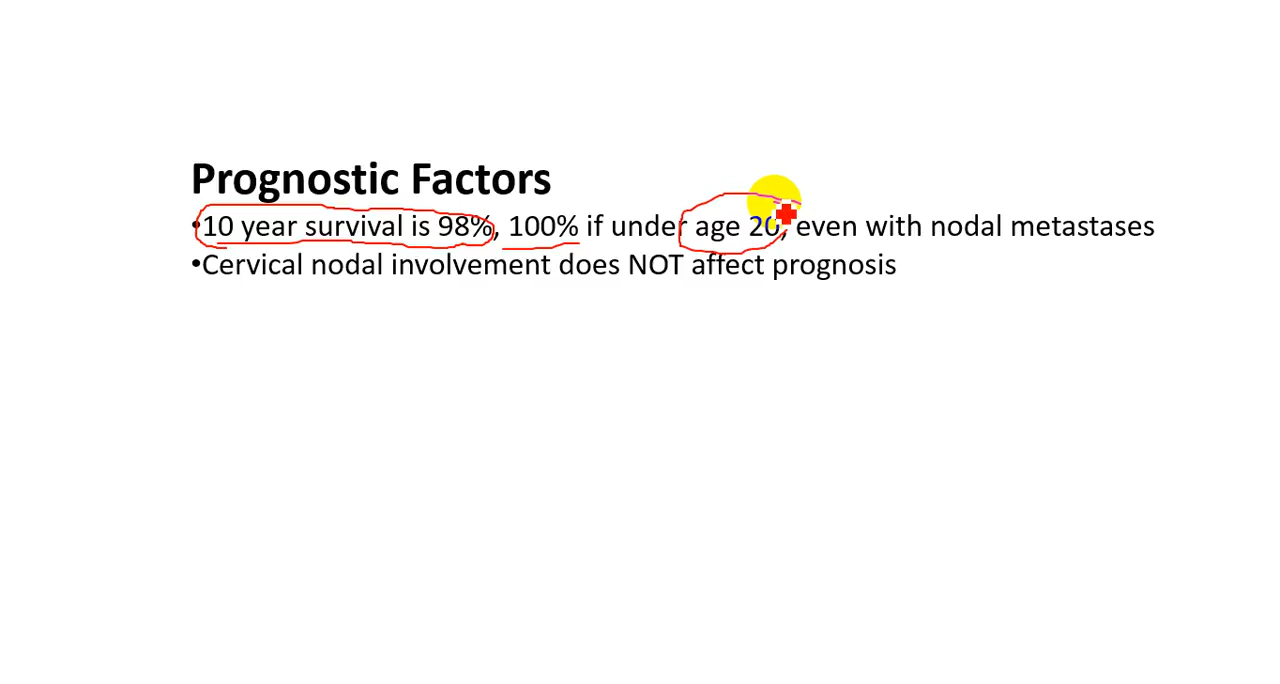 Prognostic Factors
•10 year survival is 98%, 100% if under age 20, even with nodal metastases
•Cervical nodal involvement does NOT affect prognosis